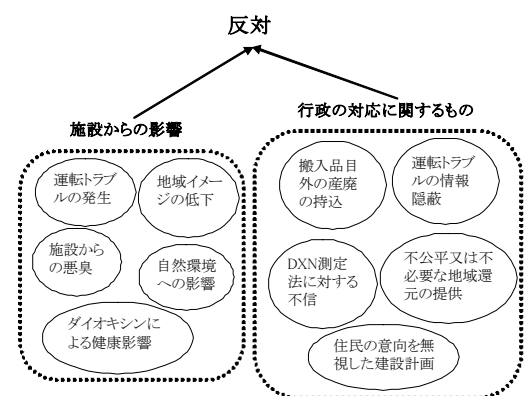 反対
施設からの影響
運転トラブ
ルの発生
地域イメー
ジの低下
施設から
の悪臭
自然環境
への影響
ダイオキシンに
よる健康影響
行政の対応に関するもの
搬入品目
外の産廃
の持込
運転トラブ
ルの情報
隠蔽
DXN測定
法に対する
不信
不公平又は不
必要な地域還
元の提供
住民の意向を無
視した建設計画